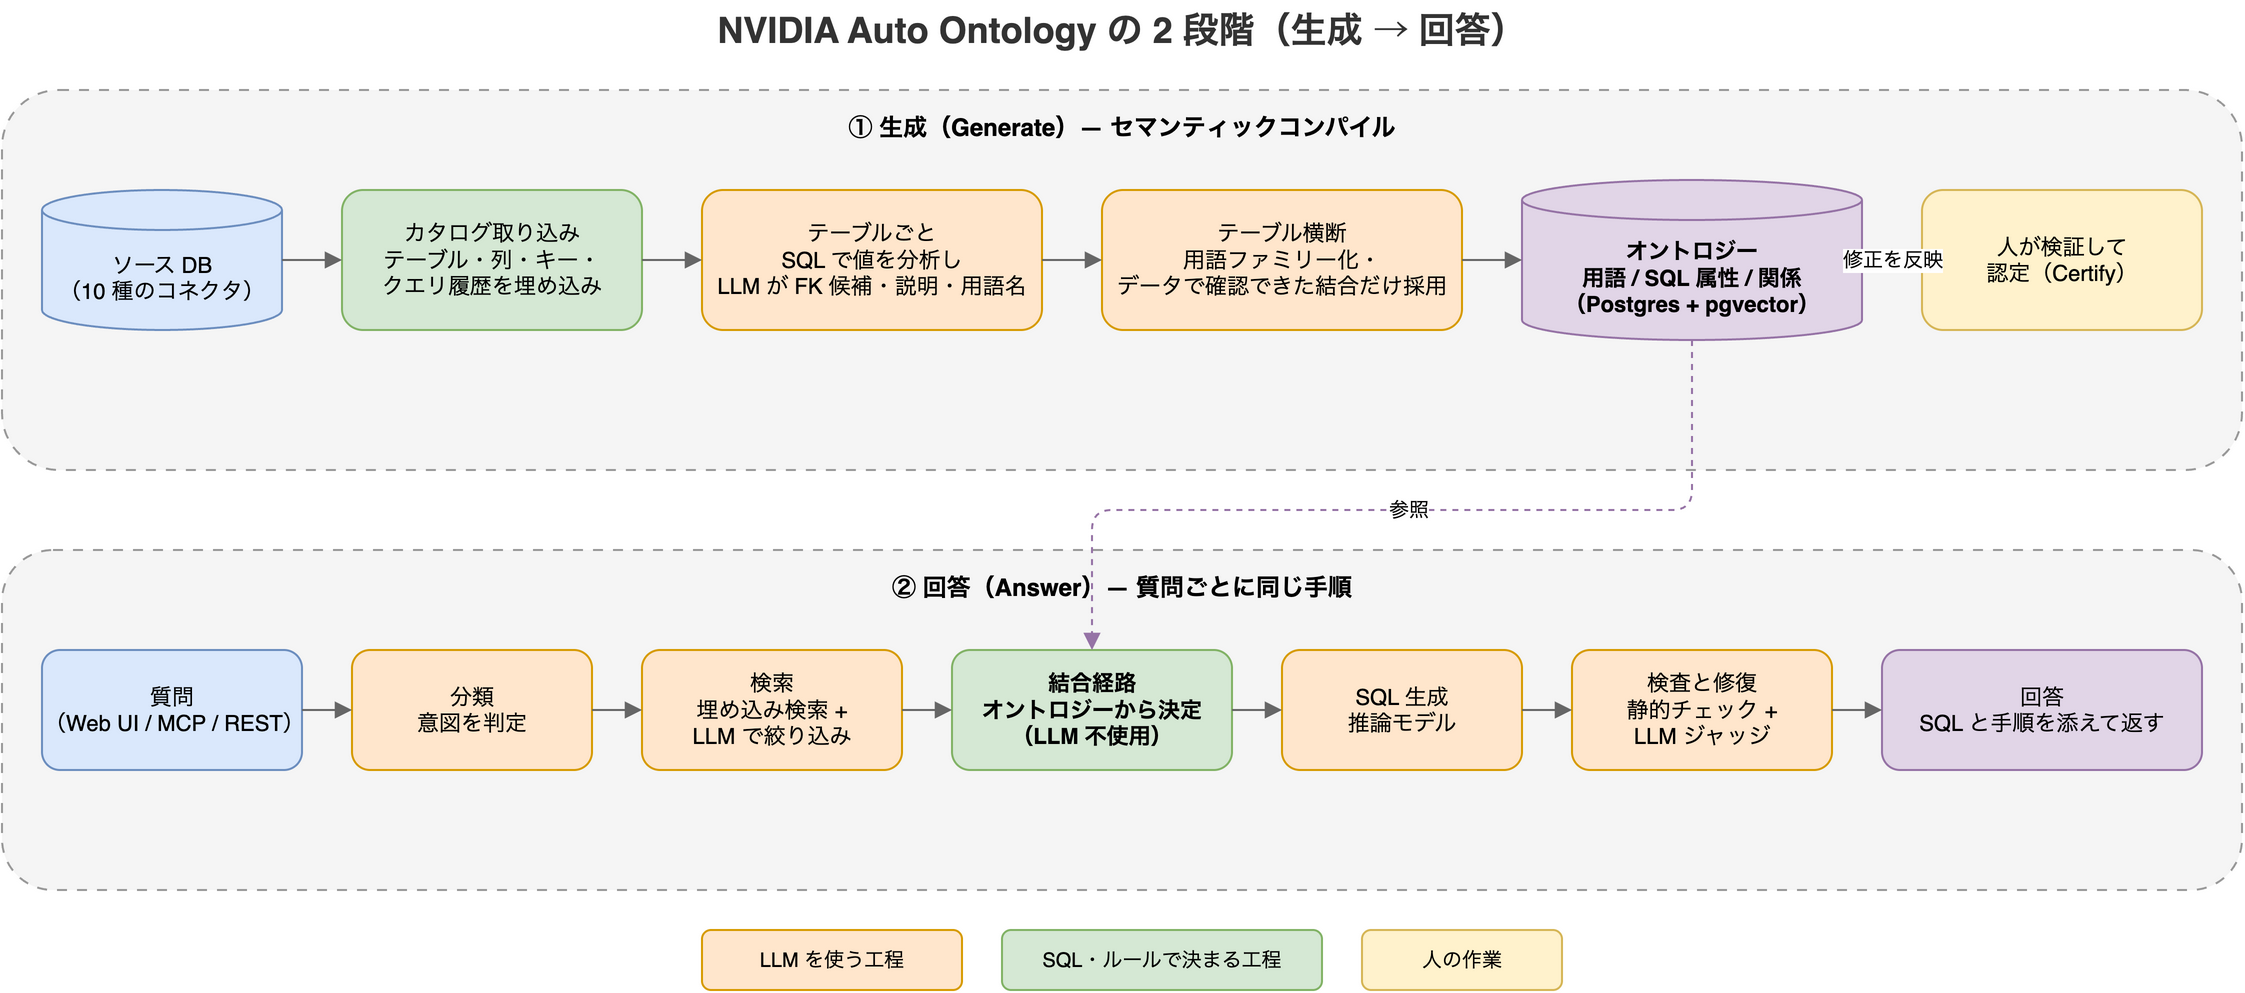 NVIDIA Auto Ontology の 2 段階（生成 → 回答）
① 生成（Generate）— セマンティックコンパイル
ソース DB
（10 種のコネクタ）
カタログ取り込み
テーブル・列・キー・
クエリ履歴を埋め込み
テーブルごと
SQL で値を分析し
LLM が FK 候補・説明・用語名
テーブル横断
用語ファミリー化・
データで確認できた結合だけ採用
オントロジー
用語 / SQL 属性 / 関係
（Postgres + pgvector）
修正を反映
人が検証して
認定（Certify）
参照
② 回答（Answer）— 質問ごとに同じ手順
質問
（Web UI / MCP / REST）
分類
意図を判定
検索
埋め込み検索 +
LLM で絞り込み
結合経路
オントロジーから決定
（LLM 不使用）
SQL 生成
推論モデル
検査と修復
静的チェック +
LLM ジャッジ
回答
SQL と手順を添えて返す
LLM を使う工程
SQL・ルールで決まる工程
人の作業